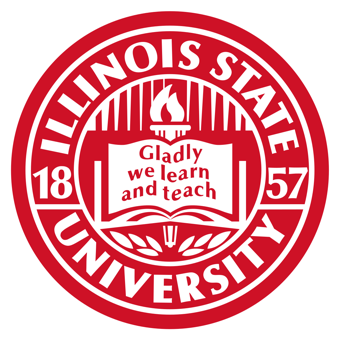 ILLINOIS STATE
18 57
Gladly
we learn
and teach
UNIVERSITY